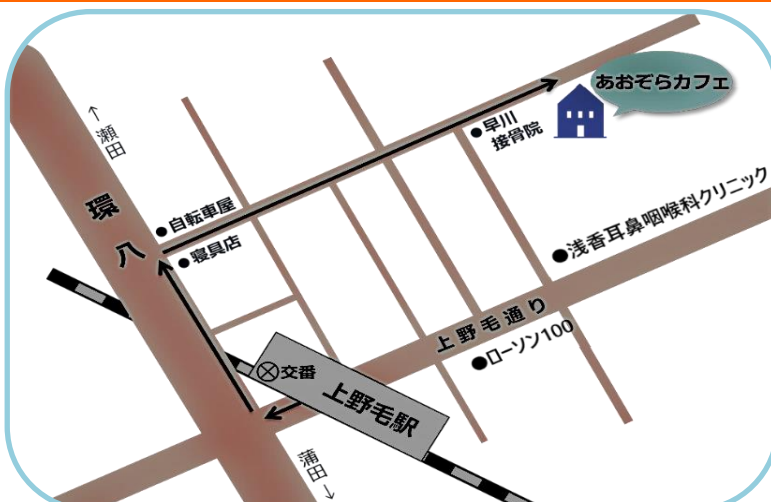 あおぞらカフェ
早川
接骨院
↑瀬田
環八
自転車屋
寝具店
浅香耳鼻咽喉科クリニック
上野毛通り
ローソン100
交番
上野毛駅
蒲田↓